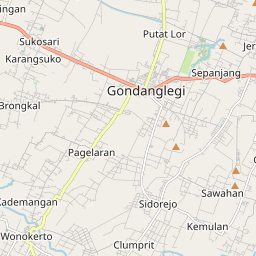 ingan
Putat Lor
Sukosari
Karangsuko
Jer
Sepanjang
Gondanglegi
Brongkal
Pagelaran
Sawahan
Kademangan
Sidorejo
Kemulan
Wonokerto
Clumprit